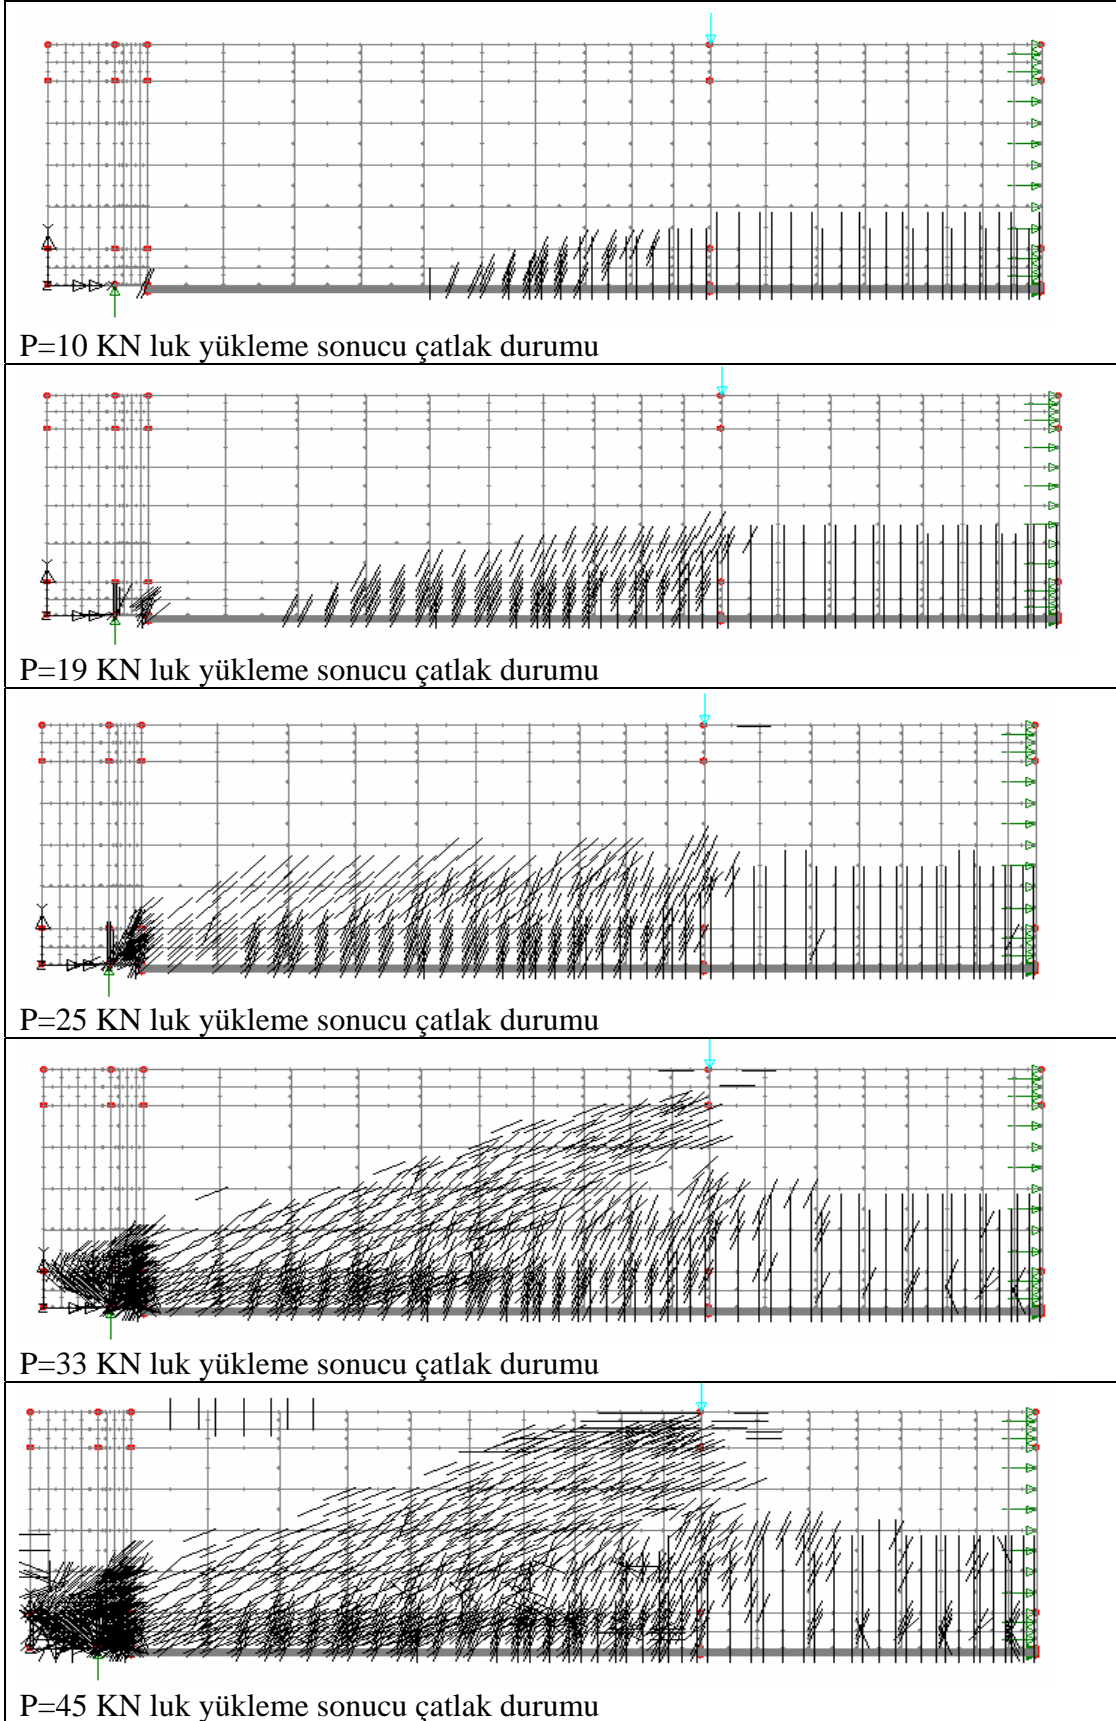 P=10 KN luk yükleme sonucu çatlak durumu
P=19 KN luk yükleme sonucu çatlak durumu
P=25 KN luk yükleme sonucu çatlak durumu
P=33 KN luk yükleme sonucu çatlak durumu
P=45 KN luk yükleme sonucu çatlak durumu